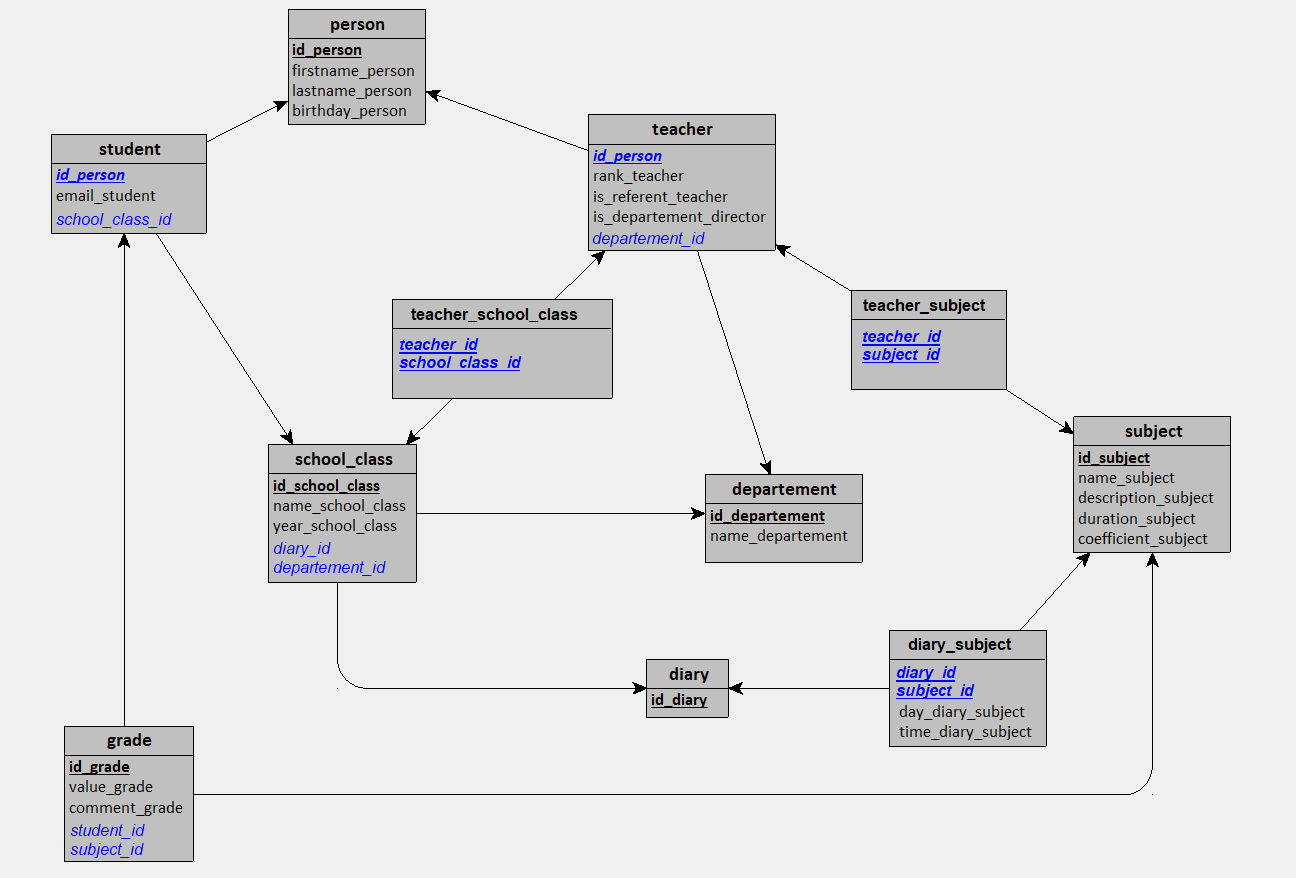 person
id_person
firstname_person
lastname_person
birthday_person
student
id_person
email_student
school_class_id
teacher
id_person
rank_teacher
is_referent_teacher
is_departement_director
departement_id
teacher_school_class
teacher_id
school_class_id
teacher_subject
teacher_id
subject_id
school_class
id_school_class
name_school_class
year_school_class
diary_id
departement_id
departement
id_departement
name_departement
subject
id_subject
name_subject
description_subject
duration_subject
coefficient_subject
diary
id_diary
diary_subject
diary_id
subject_id
day_diary_subject
time_diary_subject
grade
id_grade
value_grade
comment_grade
student_id
subject_id